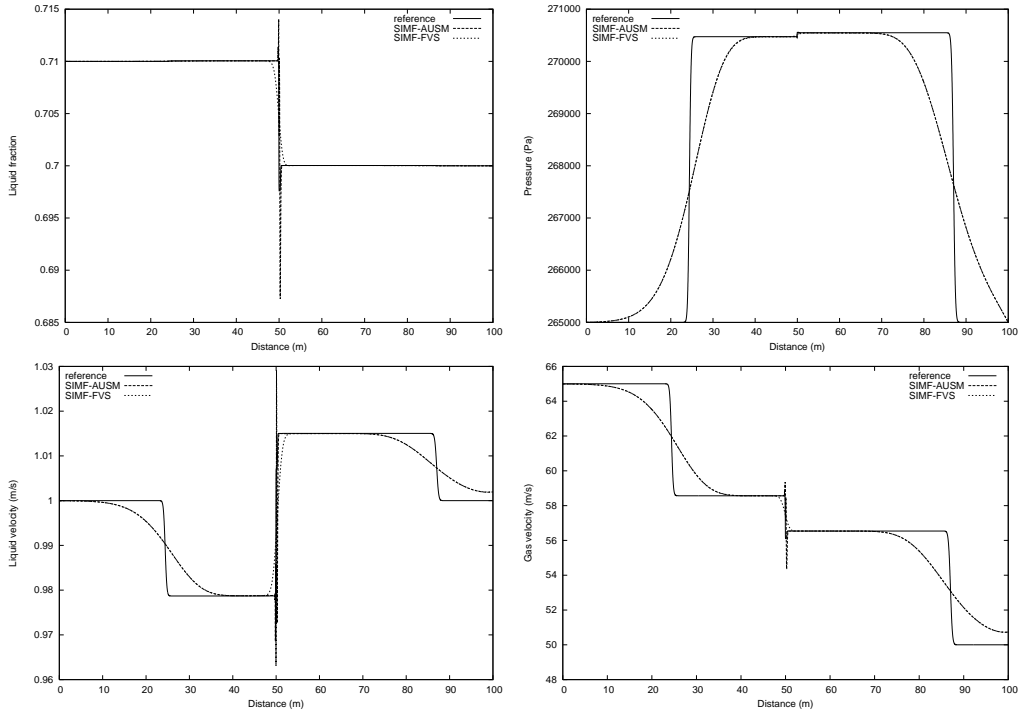 0.715
0.71
0.705
0.7
0.695
0.69
0.685
0 10 20 30 40 50 60 70 80 90 100
Liquid fraction
Distance (m)
reference
SIMF-AUSM
SIMF-FVS
271000
270000
269000
268000
267000
266000
265000
0 10 20 30 40 50 60 70 80 90 100
Pressure (Pa)
Distance (m)
reference
SIMF-AUSM
SIMF-FVS
1.03
1.02
1.01
1
0.99
0.98
0.97
0.96
0 10 20 30 40 50 60 70 80 90 100
Liquid velocity (m/s)
Distance (m)
reference
SIMF-AUSM
SIMF-FVS
66
64
62
60
58
56
54
52
50
48
0 10 20 30 40 50 60 70 80 90 100
Gas velocity (m/s)
Distance (m)
reference
SIMF-AUSM
SIMF-FVS